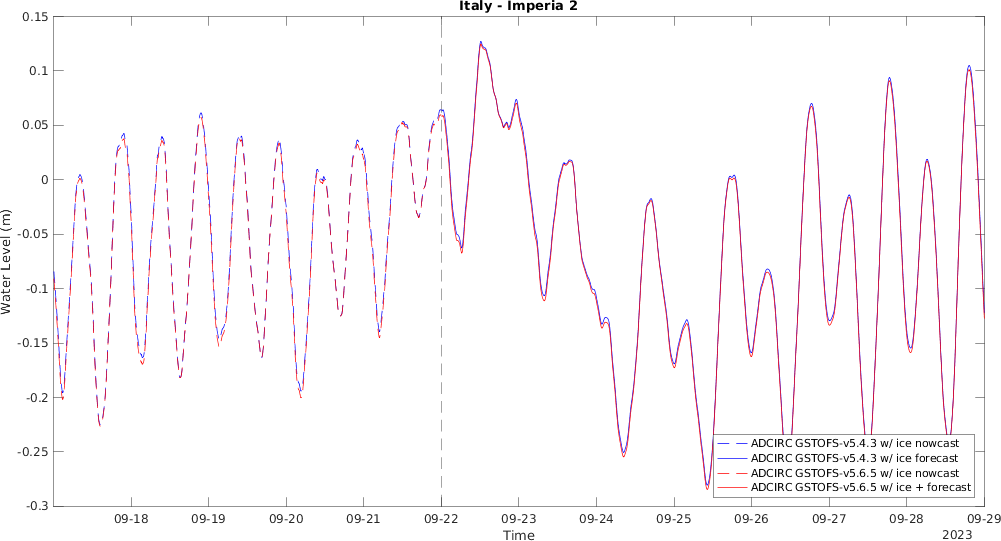 Italy - Imperia 2
0.15
0.1
0.05
0
-0.05
-0.1
-0.15
-0.2
-0.25
-0.3
Water Level (m)
ADCIRC GSTOFS-v5.4.3 w/ ice nowcast
ADCIRC GSTOFS-v5.4.3 w/ ice forecast
ADCIRC GSTOFS-v5.6.5 w/ ice nowcast
ADCIRC GSTOFS-v5.6.5 w/ ice + forecast
09-18 09-19 09-20 09-21 09-22 09-23 09-24 09-25 09-26 09-27 09-28 09-29
Time
2023